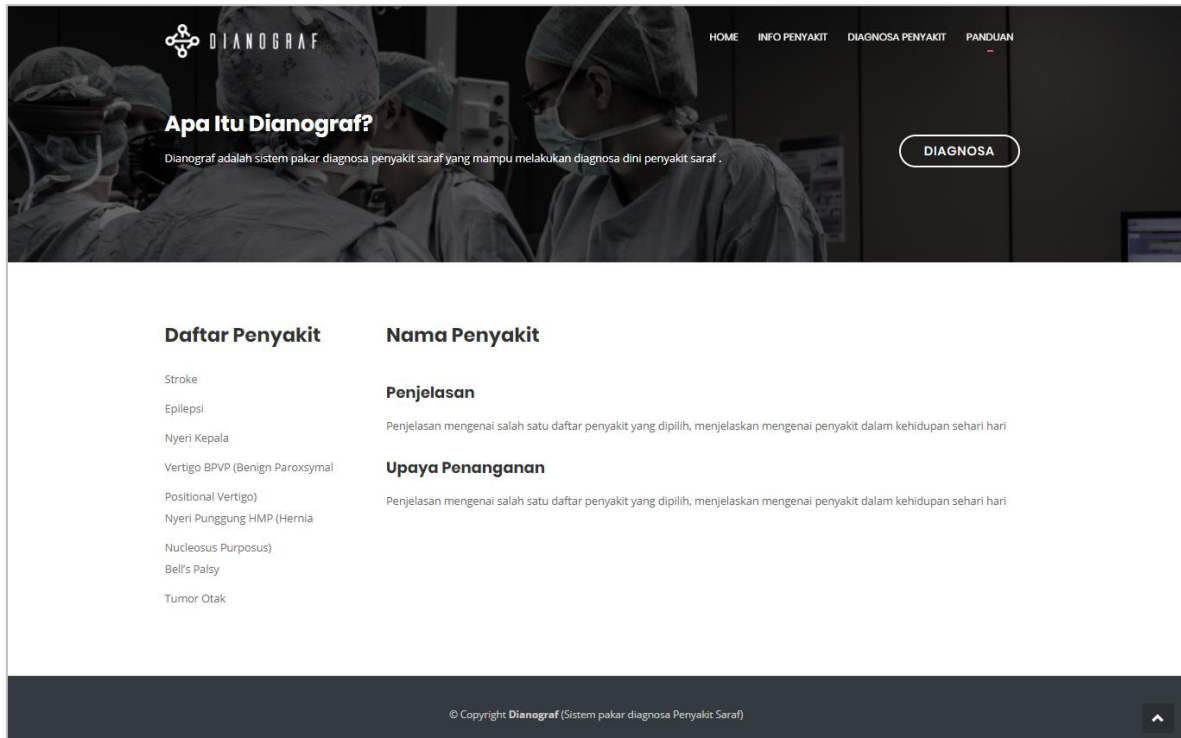 DIANOGRAF
HOME INFO PENYAKIT DIAGNOSA PENYAKIT PANDUAN
Apa Itu Dianograf?
Dianograf adalah sistem pakar diagnosa penyakit saraf yang mampu melakukan diagnosa dini penyakit saraf .
DIAGNOSA
Daftar Penyakit
Stroke
Epilepsi
Nyeri Kepala
Vertigo BPVP (Benign Paroxsymal
Positional Vertigo)
Nyeri Punggung HMP (Hernia
Nucleosus Purposus)
Bell's Palsy
Tumor Otak
Nama Penyakit
Penjelasan
Penjelasan mengenai salah satu daftar penyakit yang dipilih, menjelaskan mengenai penyakit dalam kehidupan sehari hari
Upaya Penanganan
Penjelasan mengenai salah satu daftar penyakit yang dipilih, menjelaskan mengenai penyakit dalam kehidupan sehari hari
© Copyright Dianograf (Sistem pakar diagnosa Penyakit Saraf)